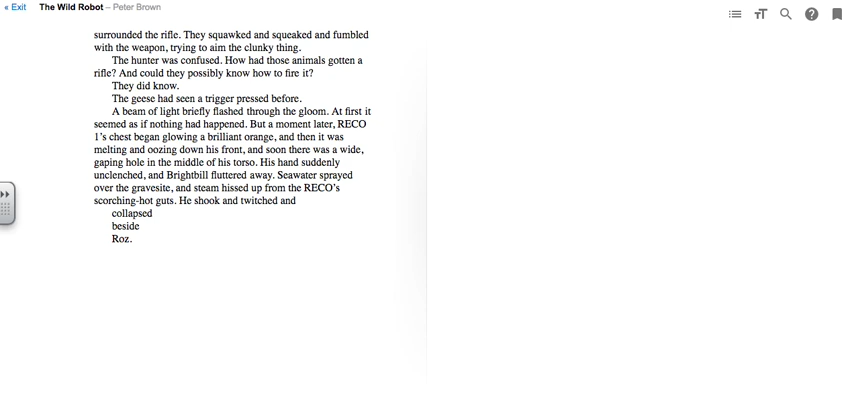 « Exit The Wild Robot – Peter Brown
surrounded the rifle. They squawked and squeaked and fumbled
with the weapon, trying to aim the clunky thing.
The hunter was confused. How had those animals gotten a
rifle? And could they possibly know how to fire it?
They did know.
The geese had seen a trigger pressed before.
A beam of light briefly flashed through the gloom. At first it
seemed as if nothing had happened. But a moment later, RECO
1’s chest began glowing a brilliant orange, and then it was
melting and oozing down his front, and soon there was a wide,
gaping hole in the middle of his torso. His hand suddenly
unclenched, and Brightbill fluttered away. Seawater sprayed
over the gravesite, and steam hissed up from the RECO’s
scorching-hot guts. He shook and twitched and
collapsed
beside
Roz.